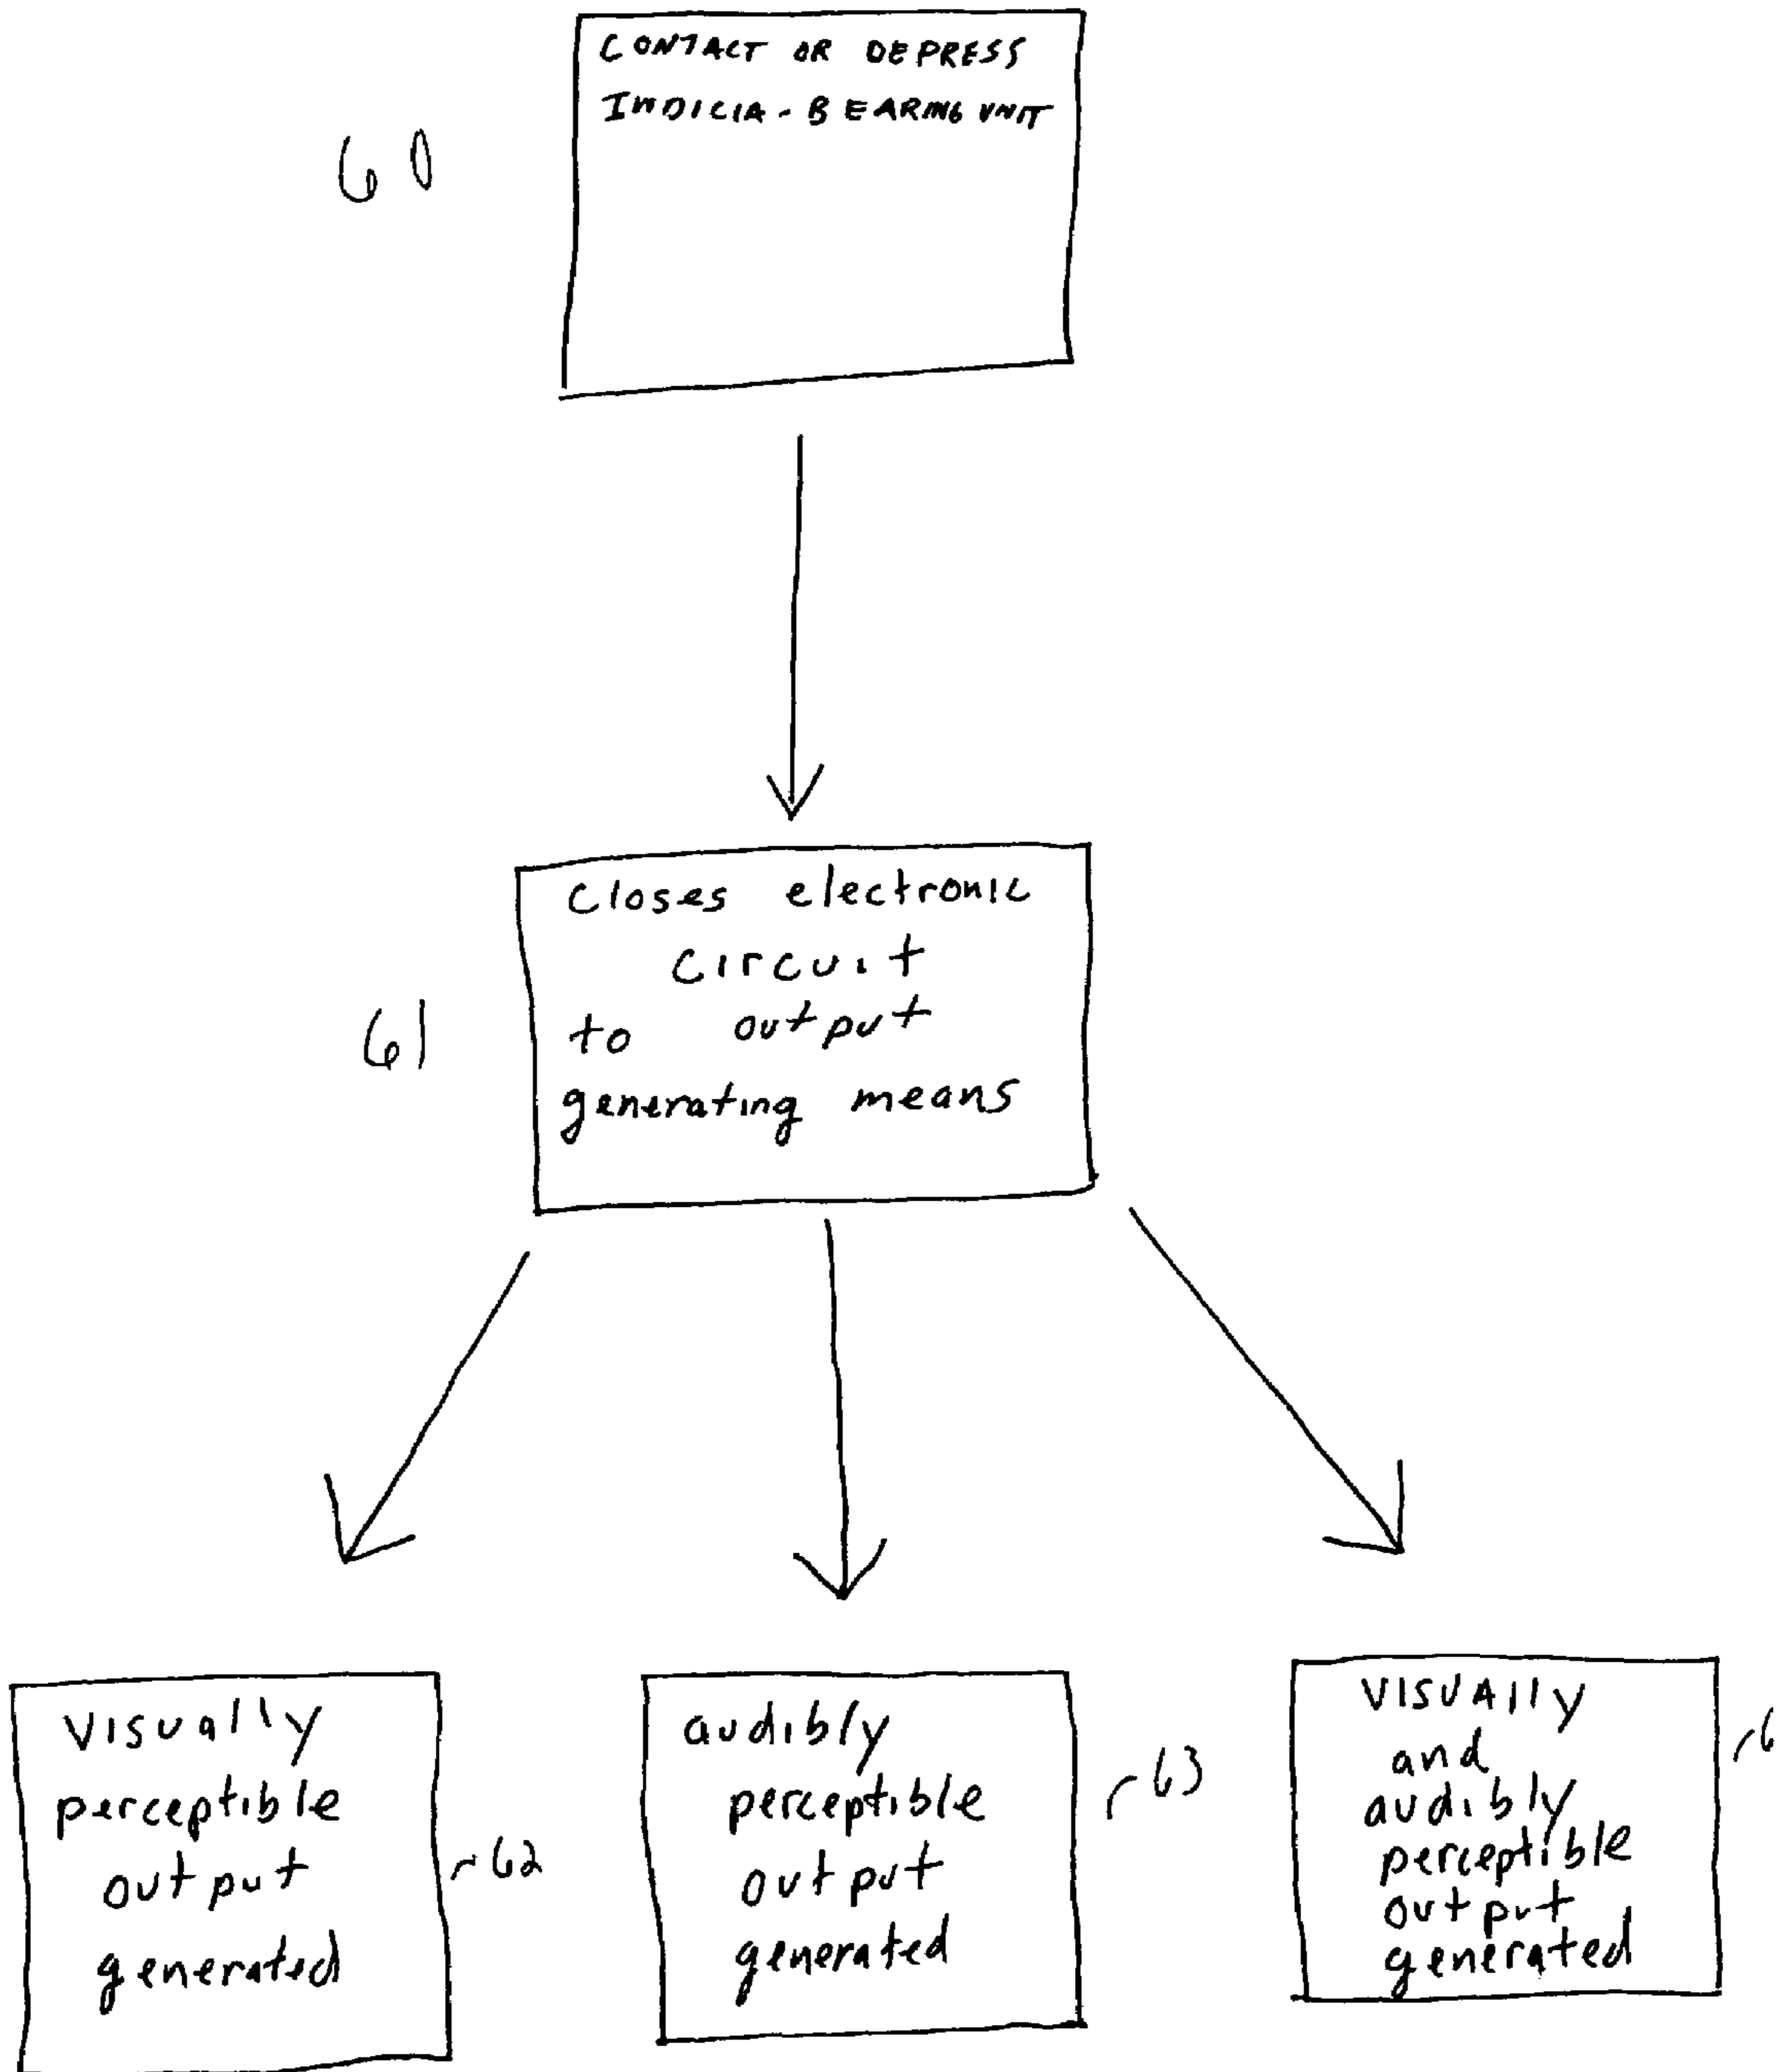 60
CONTACT OR DEPRESS
INDICIA-BEARING UNIT
61
Closes electronic
circuit
to output
generating means
visually
perceptible
output
generated
62
audibly
perceptible
output
generated
63
VISUAlly
and
audibly
perceptible
output
generated